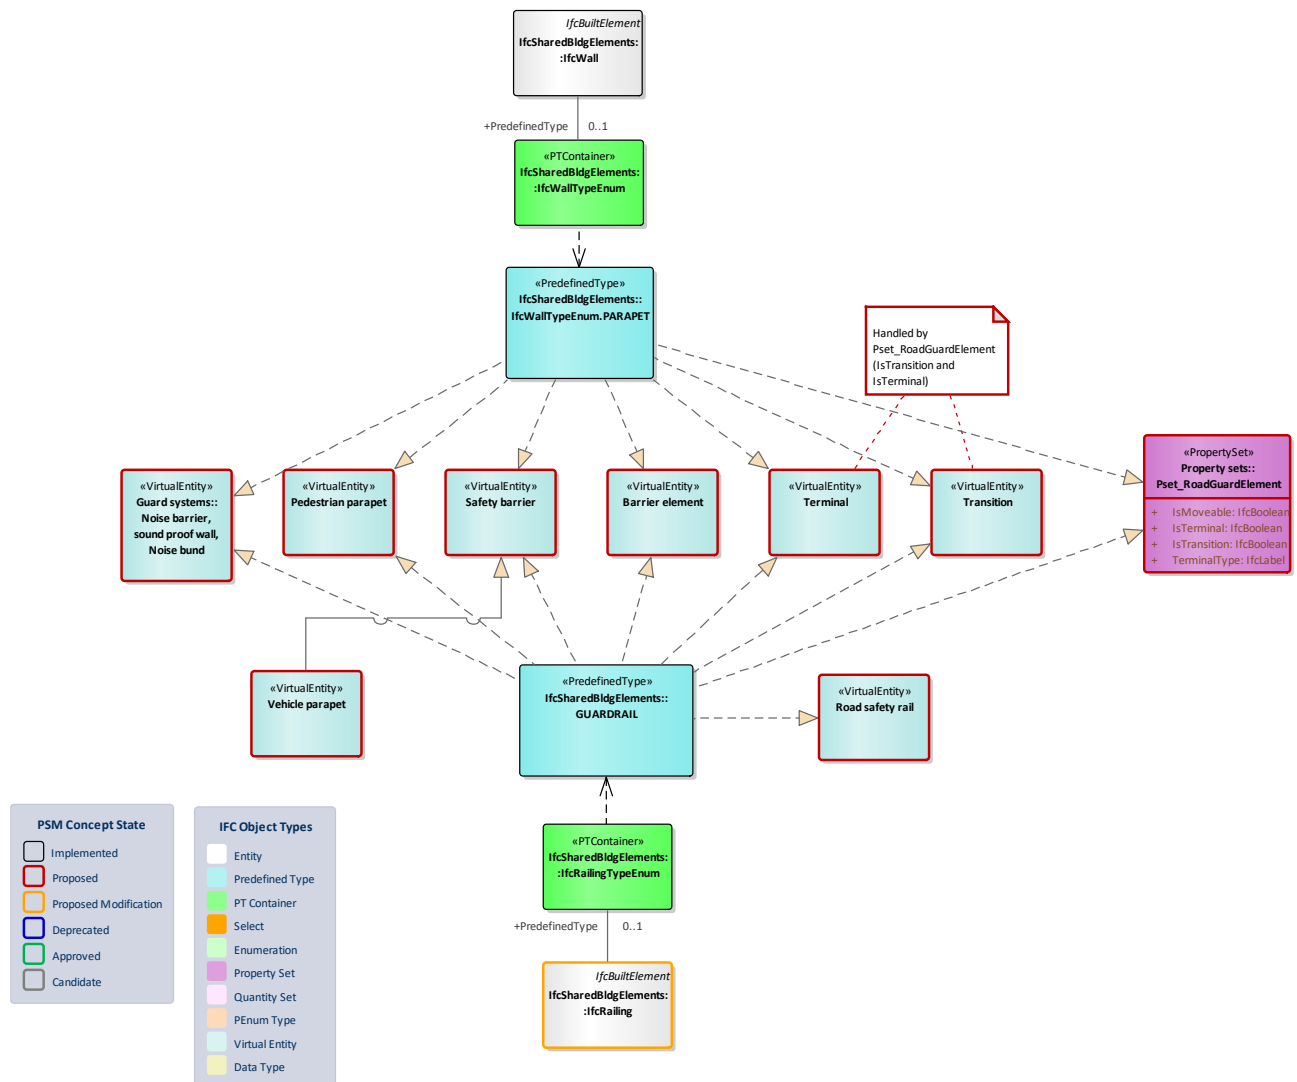 IfcBuiltElement
IfcSharedBldgElements:
:IfcWall
+PredefinedType 0..1
«PTContainer»
IfcSharedBldgElements:
:IfcWallTypeEnum
«PredefinedType»
IfcSharedBldgElements::
IfcWallTypeEnum.PARAPET
Handled by
Pset_RoadGuardElement
(IsTransition and
IsTerminal)
«VirtualEntity»
Guard systems::
Noise barrier,
sound proof wall,
Noise bund
«VirtualEntity»
Pedestrian parapet
«VirtualEntity»
Safety barrier
«VirtualEntity»
Barrier element
«VirtualEntity»
Terminal
«VirtualEntity»
Transition
«PropertySet»
Property sets::
Pset_RoadGuardElement
+ IsMoveable: IfcBoolean
+ IsTerminal: IfcBoolean
+ IsTransition: IfcBoolean
+ TerminalType: IfcLabel
«VirtualEntity»
Vehicle parapet
«PredefinedType»
IfcSharedBldgElements::
GUARDRAIL
«VirtualEntity»
Road safety rail
«PTContainer»
IfcSharedBldgElements:
:IfcRailingTypeEnum
+PredefinedType 0..1
IfcBuiltElement
IfcSharedBldgElements:
:IfcRailing
PSM Concept State
Implemented
Proposed
Proposed Modification
Deprecated
Approved
Candidate
IFC Object Types
Entity
Predefined Type
PT Container
Select
Enumeration
Property Set
Quantity Set
PEnum Type
Virtual Entity
Data Type